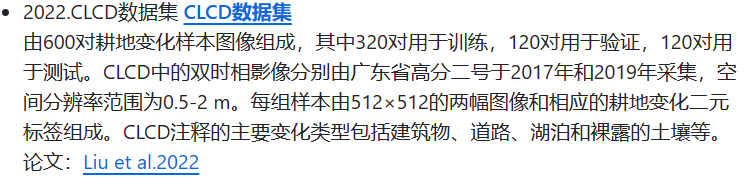 2022.CLCD数据集 CLCD数据集
由600对耕地变化样本图像组成，其中320对用于训练，120对用于验证，120对用
于测试。CLCD中的双时相影像分别由广东省高分二号于2017年和2019年采集，空
间分辨率范围为0.5-2 m。每组样本由512×512的两幅图像和相应的耕地变化二元
标签组成。CLCD注释的主要变化类型包括建筑物、道路、湖泊和裸露的土壤等。
论文：Liu et al.2022